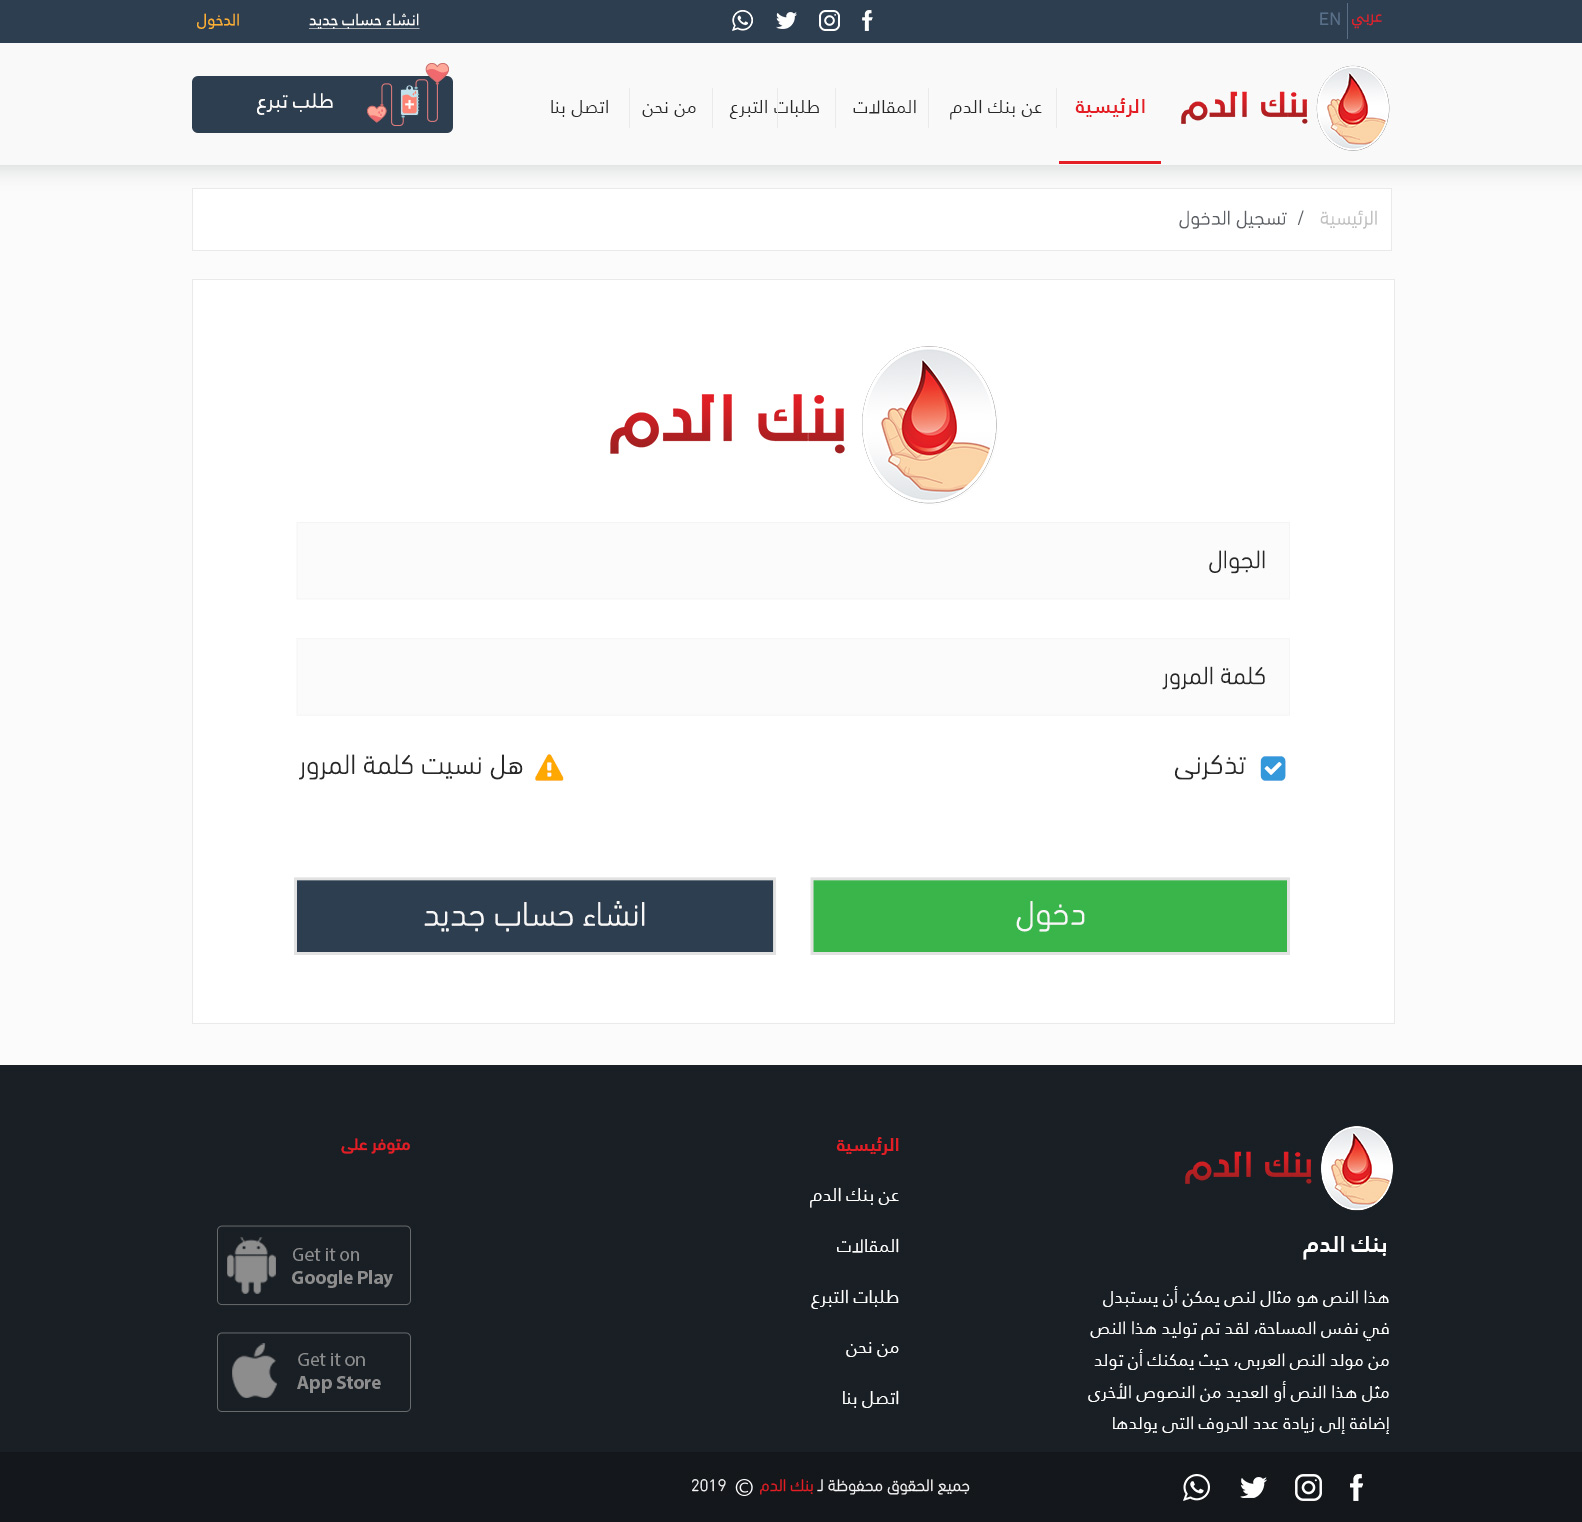 عربي
EN
انشاء حساب جديد
الدخول
بنك الدم
الرئيسية
عن بنك الدم
المقالات
طلبات التبرع
من نحن
اتصل بنا
طلب تبرع
الرئيسية / تسجيل الدخول
بنك الدم
الجوال
كلمة المرور
تذكرنى
هل نسيت كلمة المرور
دخول
انشاء حساب جديد
بنك الدم
بنك الدم
هذا النص هو مثال لنص يمكن أن يستبدل
في نفس المساحة، لقد تم توليد هذا النص
من مولد النص العربى، حيث يمكنك أن تولد
مثل هذا النص أو العديد من النصوص الأخرى
إضافة إلى زيادة عدد الحروف التى يولدها
الرئيسية
عن بنك الدم
المقالات
طلبات التبرع
من نحن
اتصل بنا
متوفر على
Get it on
Google Play
Get it on
App Store
جميع الحقوق محفوظة لـ بنك الدم © 2019